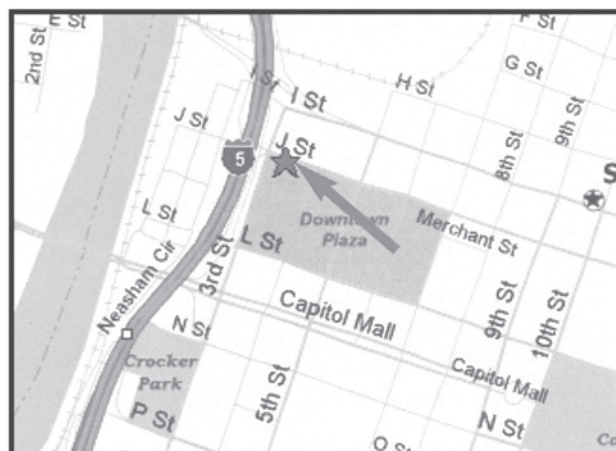 E St
2nd St
F St
G St
H St
9th St
8th St
I St
I St
J St
5
J St
S
L St
Downtown
Plaza
Merchant St
L St
3rd St
Neasham Cir
Capitol Mall
9th St
10th St
N St
Crocker
Park
5th St
Capitol Mall
P St
N St
O St
Ca